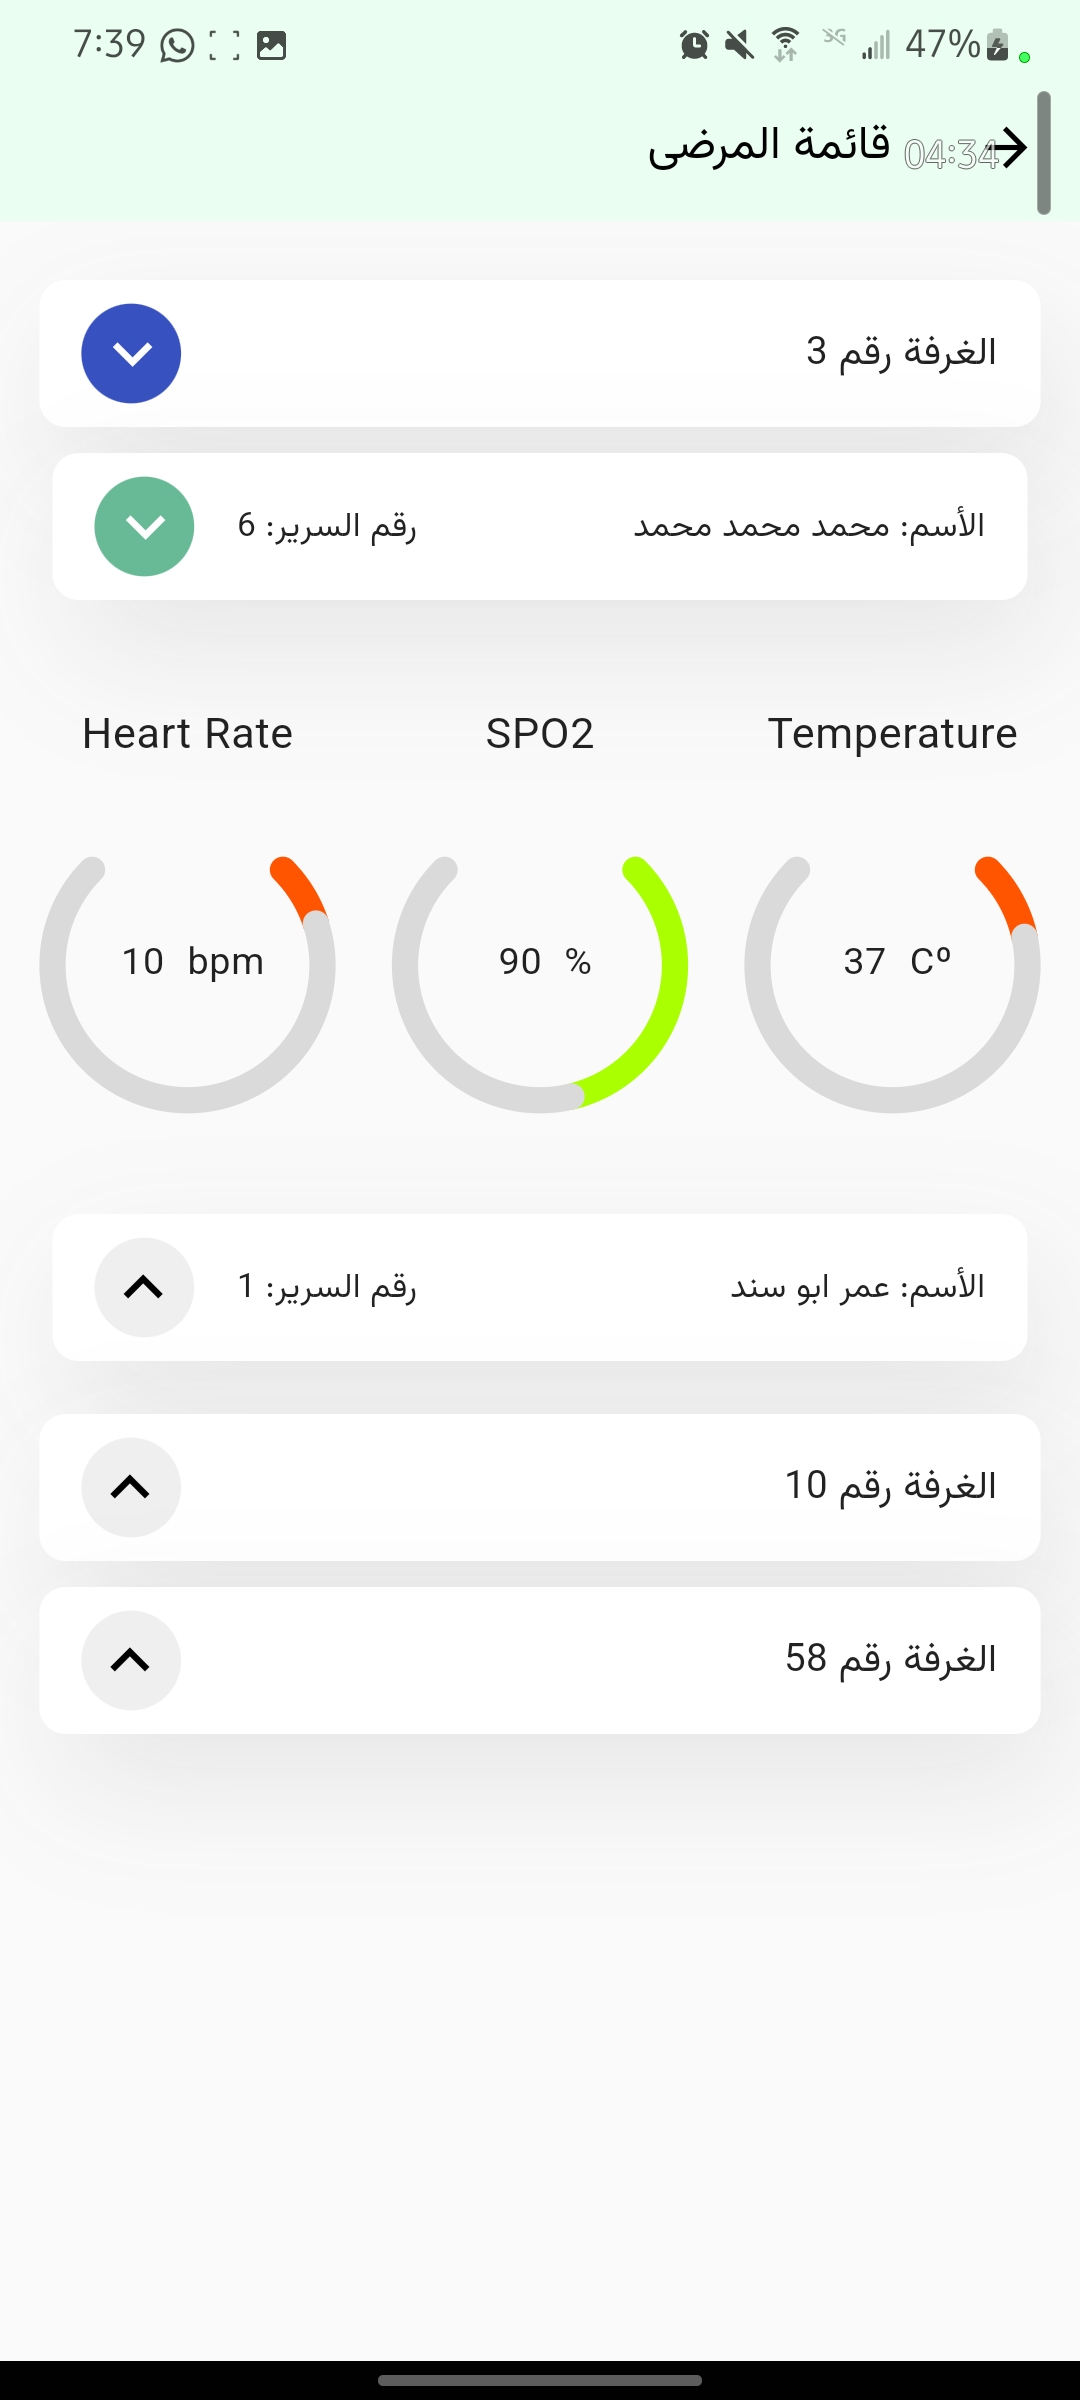 7:39 47%
قائمة المرضى 04:34
الغرفة رقم 3
الأسم: محمد محمد محمد رقم السرير: 6
Heart Rate SPO2 Temperature
10 bpm 90 % 37 Cº
الأسم: عمر ابو سند رقم السرير: 1
الغرفة رقم 10
الغرفة رقم 58